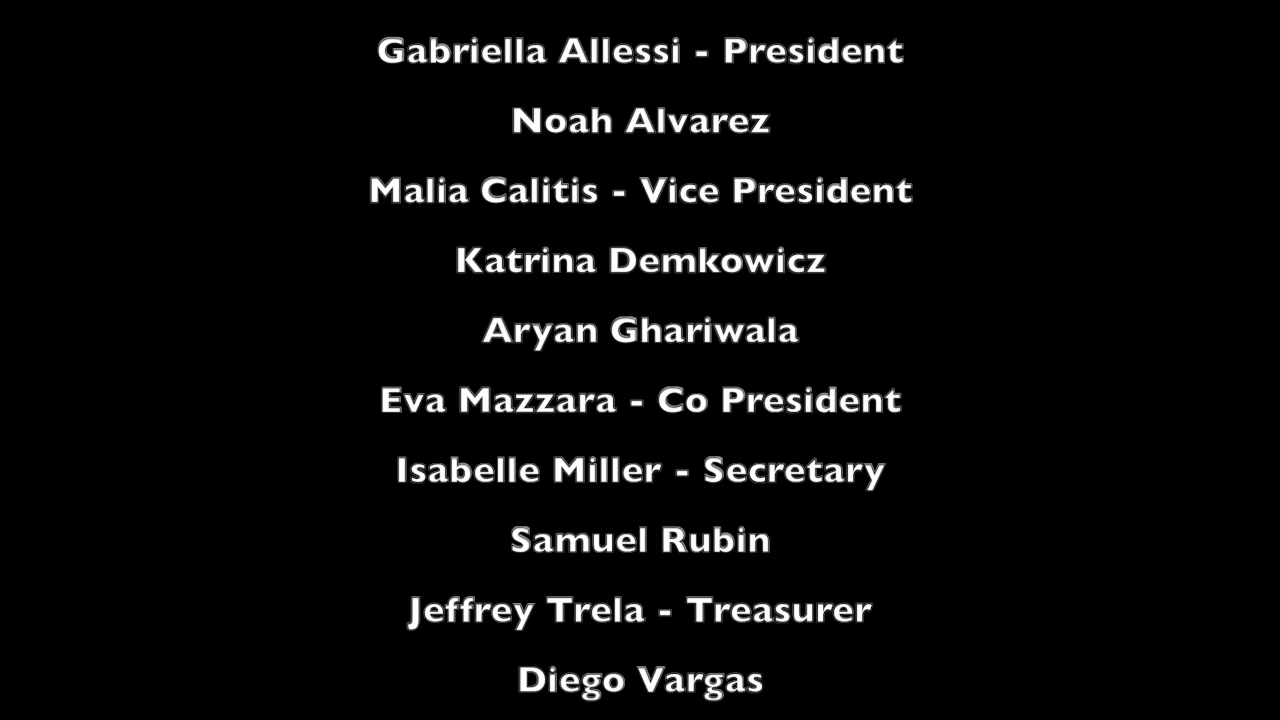 Gabriella Allessi - President
Noah Alvarez
Malia Calitis - Vice President
Katrina Demkowicz
Aryan Ghariwala
Eva Mazzara - Co President
Isabelle Miller - Secretary
Samuel Rubin
Jeffrey Trela - Treasurer
Diego Vargas